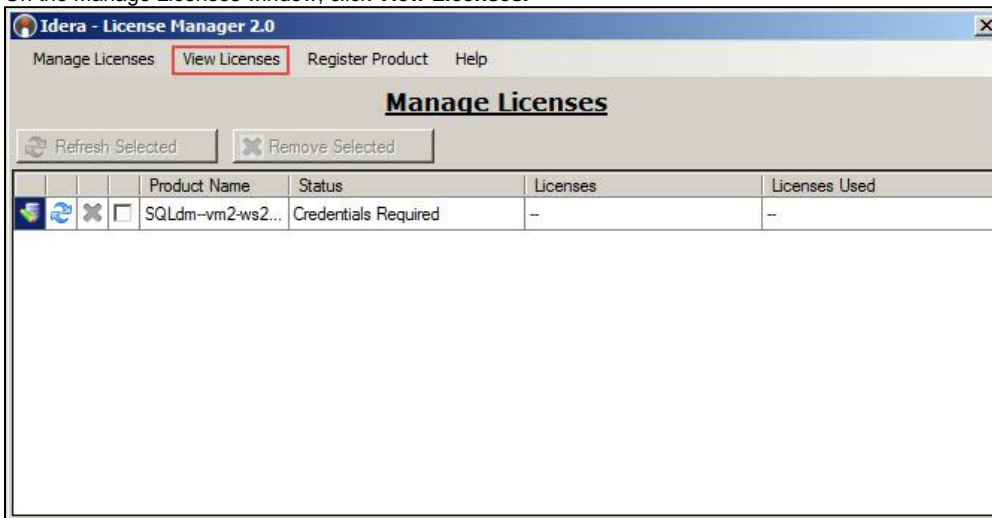 On the Manage Licenses window, click View Licenses.
Idera - License Manager 2.0
Manage Licenses View Licenses Register Product Help
Manage Licenses
Refresh Selected Remove Selected
Product Name Status Licenses Licenses Used
SQLdm--vm2-ws2... Credentials Required -- --